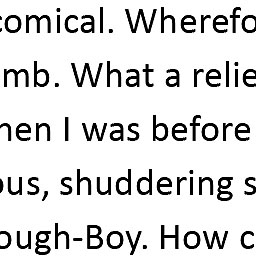 comical. Wherefo
mb. What a relie
hen I was before
ous, shuddering s
ough-Boy. How c